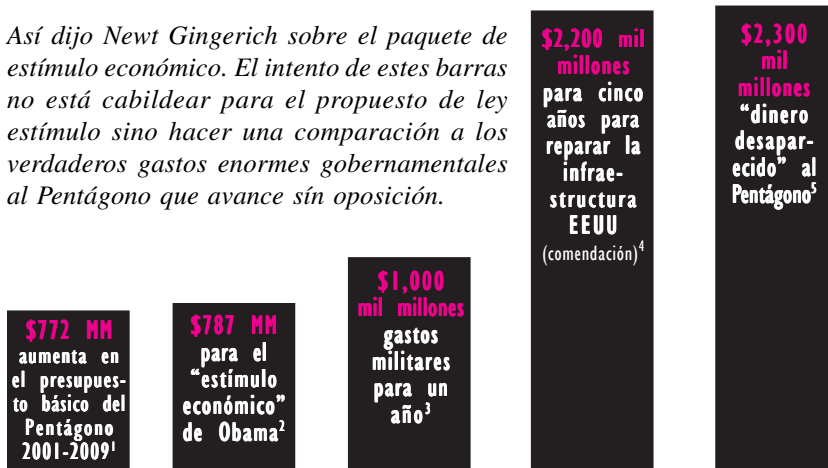 Así dijo Newt Gingerich sobre el paquete de
estímulo económico. El intento de estes barras
no está cabildear para el propuesto de ley
estímulo sino hacer una comparación a los
verdaderos gastos enormes gobernamentales
al Pentágono que avance sín oposición.
$772 MM
aumenta en
el presupues-
to básico del
Pentágono
2001-2009¹
$787 MM
para el
“estímulo
económico”
de Obama²
$1,000
mil millones
gastos
militares
para un
año³
$2,200 mil
millones
para cinco
años para
reparar la
infrae-
structura
EEUU
(comendación)⁴
$2,300
mil
millones
“dinero
desapar-
ecido” al
Pentágono⁵